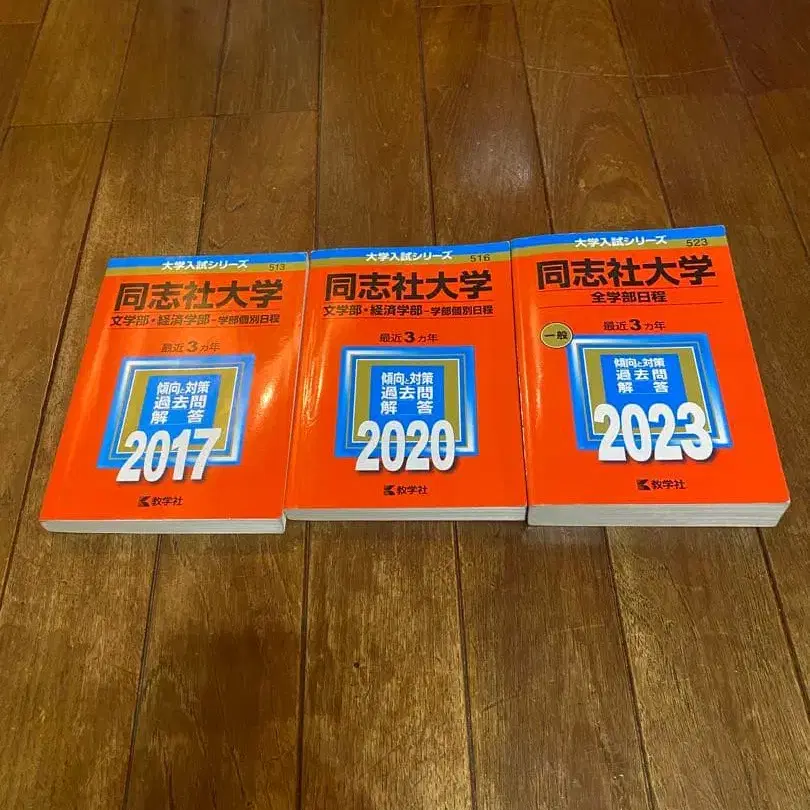 大学入試シリーズ
513
同志社大学
文学部・経済学部－学部個別日程
最近3カ年
傾向と対策
過去問
解答
2017
教学社
大学入試シリーズ
516
同志社大学
文学部・経済学部－学部個別日程
最近3カ年
傾向と対策
過去問
解答
2020
教学社
大学入試シリーズ
523
同志社大学
全学部日程
最近3カ年
一般
傾向と対策
過去問
解答
2023
教学社